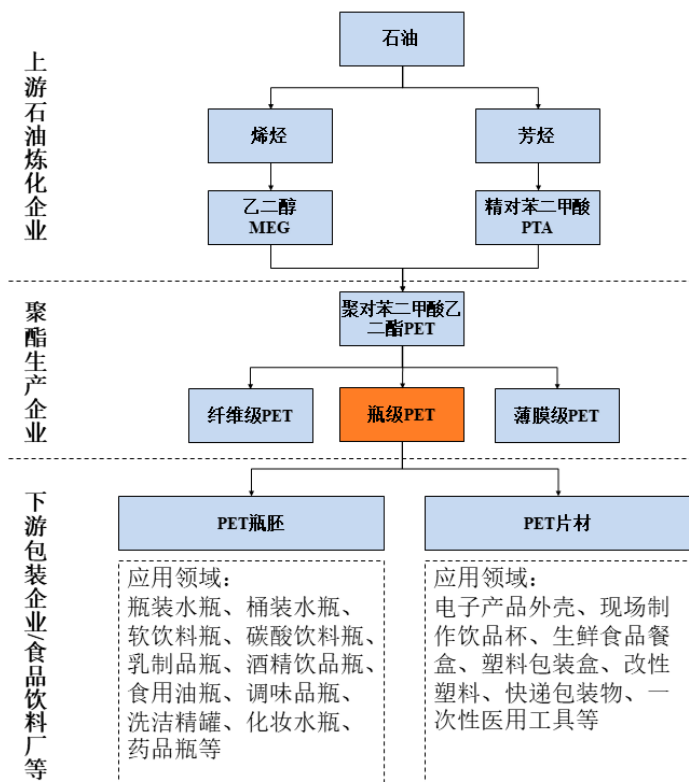 上游石油炼化企业
石油
烯烃
芳烃
乙二醇
MEG
精对苯二甲酸
PTA
聚酯生产企业
聚对苯二甲酸乙
二酯PET
纤维级PET
瓶级PET
薄膜级PET
下游包装企业/食品饮料厂等
PET瓶胚
PET片材
应用领域：
瓶装水瓶、桶装水瓶、
软饮料瓶、碳酸饮料瓶、
乳制品瓶、酒精饮品瓶、
食用油瓶、调味品瓶、
洗洁精罐、化妆水瓶、
药品瓶等
应用领域：
电子产品外壳、现场制
作饮品杯、生鲜食品餐
盒、塑料包装盒、改性
塑料、快递包装物、一
次性医用工具等